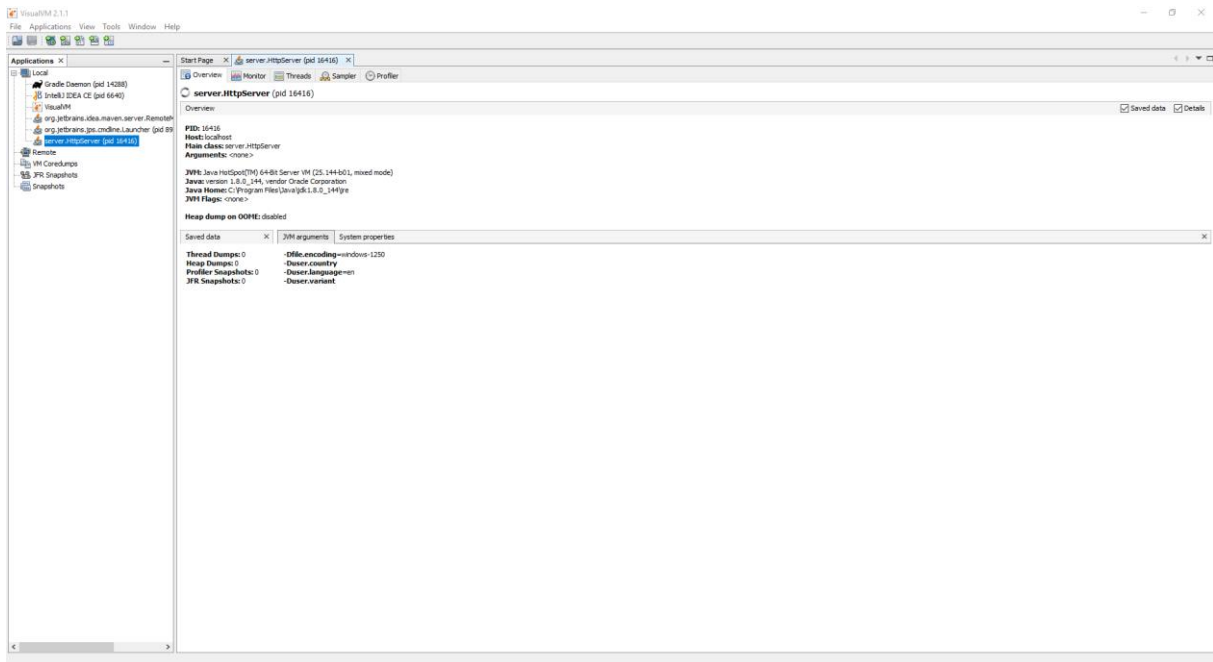 VisualVM 2.1.1
File Applications View Tools Window Help
Applications
Local
Gradle Daemon (pid 14288)
IntelliJ IDEA CE (pid 6640)
VisualVM
org.jetbrains.idea.maven.server.RemoteM
org.jetbrains.jps.cmdline.Launcher (pid 89
server.HttpServer (pid 16416)
Remote
VM Coredumps
JFR Snapshots
Snapshots
Start Page server.HttpServer (pid 16416)
Overview Monitor Threads Sampler Profiler
server.HttpServer (pid 16416)
Overview Saved data Details
PID: 16416
Host: localhost
Main class: server.HttpServer
Arguments: <none>
JVM: Java HotSpot(TM) 64-Bit Server VM (25.144-b01, mixed mode)
Java: version 1.8.0_144, vendor Oracle Corporation
Java Home: C:\Program Files\Java\jdk1.8.0_144\jre
JVM Flags: <none>
Heap dump on OOME: disabled
Saved data JVM arguments System properties
Thread Dumps: 0
Heap Dumps: 0
Profiler Snapshots: 0
JFR Snapshots: 0
-Dfile.encoding=windows-1250
-Duser.country
-Duser.language=en
-Duser.variant